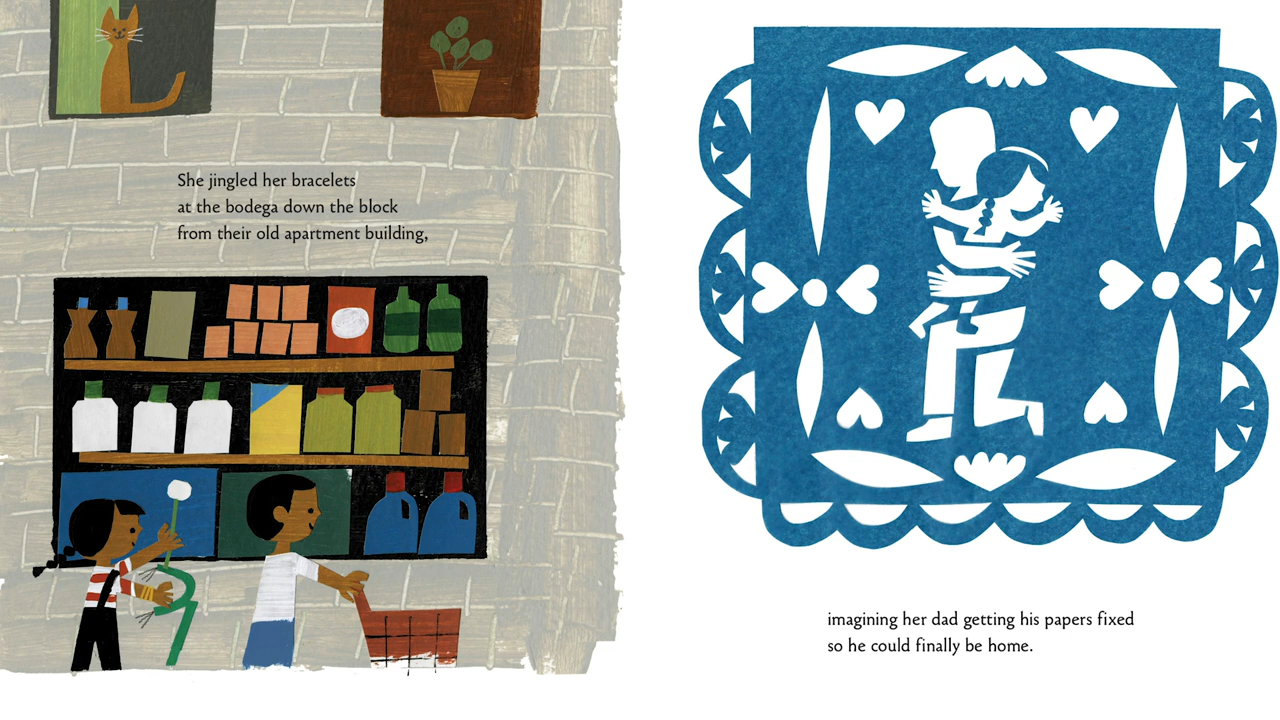 She jingled her bracelets
at the bodega down the block
from their old apartment building,
imagining her dad getting his papers fixed
so he could finally be home.